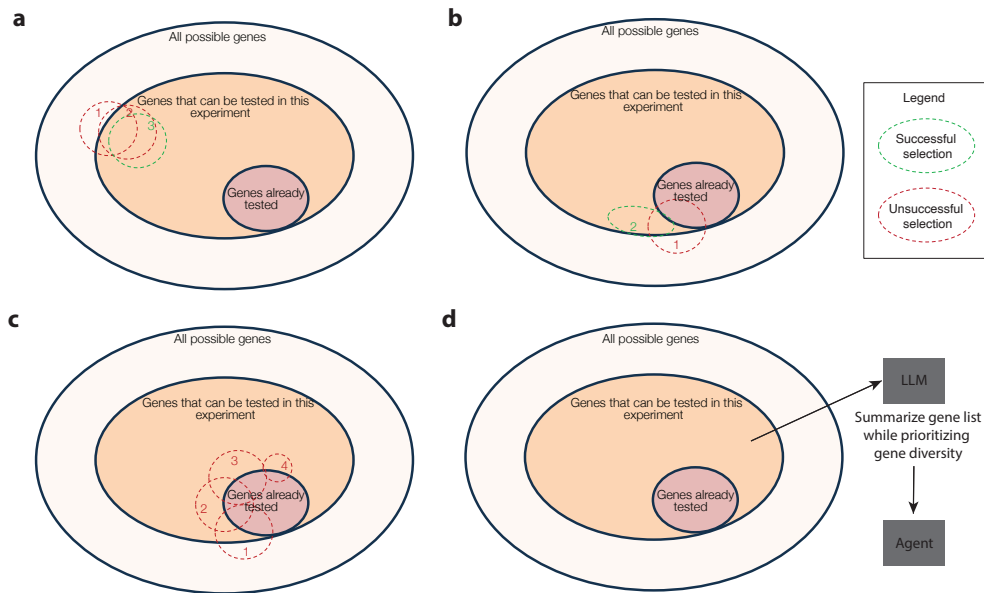 a
All possible genes
Genes that can be tested in this
experiment
1
2
3
Genes already
tested
b
All possible genes
Genes that can be tested in this
experiment
Genes already
tested
2
1
Legend
Successful
selection
Unsuccessful
selection
c
All possible genes
Genes that can be tested in this
experiment
3
4
Genes already
tested
2
1
d
All possible genes
Genes that can be tested in this
experiment
Genes already
tested
LLM
Summarize gene list
while prioritizing
gene diversity
Agent